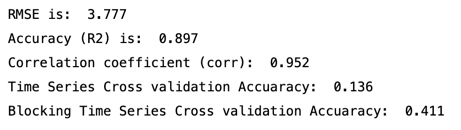 RMSE is:  3.777
Accuracy (R2) is:  0.897
Correlation coefficient (corr):  0.952
Time Series Cross validation Accuaracy:  0.136
Blocking Time Series Cross validation Accuaracy:  0.411